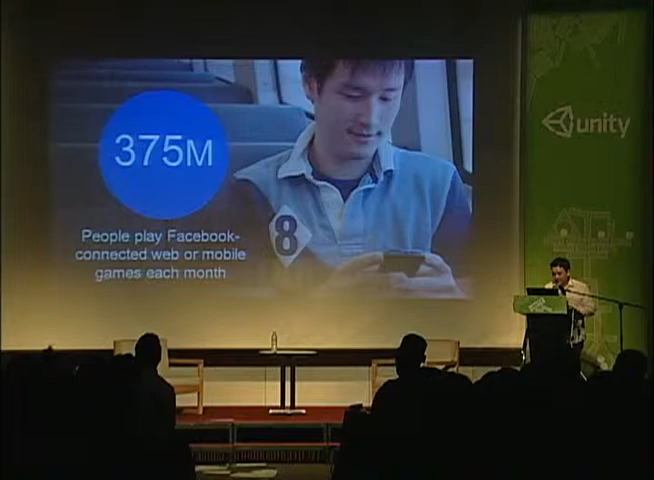 375M
People play Facebook-
connected web or mobile
games each month
8
unity